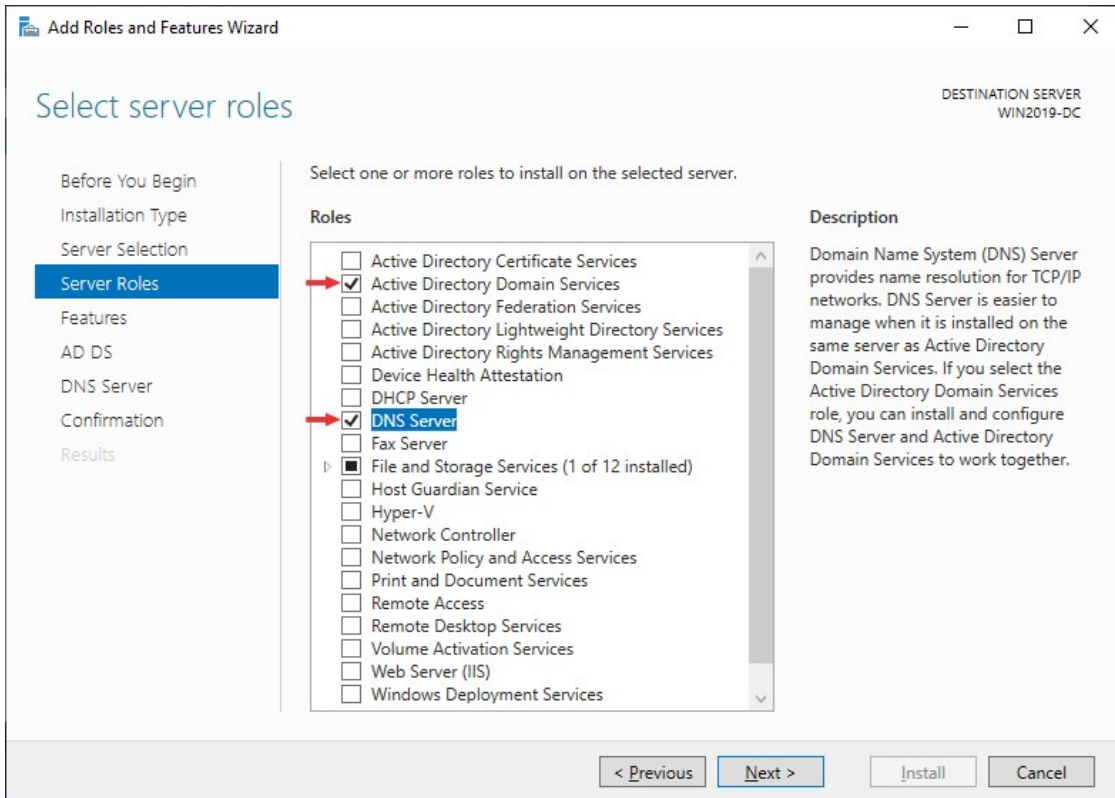 Add Roles and Features Wizard
Select server roles
DESTINATION SERVER
WIN2019-DC
Before You Begin
Installation Type
Server Selection
Server Roles
Features
AD DS
DNS Server
Confirmation
Results
Select one or more roles to install on the selected server.
Roles
Active Directory Certificate Services
Active Directory Domain Services
Active Directory Federation Services
Active Directory Lightweight Directory Services
Active Directory Rights Management Services
Device Health Attestation
DHCP Server
DNS Server
Fax Server
File and Storage Services (1 of 12 installed)
Host Guardian Service
Hyper-V
Network Controller
Network Policy and Access Services
Print and Document Services
Remote Access
Remote Desktop Services
Volume Activation Services
Web Server (IIS)
Windows Deployment Services
Description
Domain Name System (DNS) Server
provides name resolution for TCP/IP
networks. DNS Server is easier to
manage when it is installed on the
same server as Active Directory
Domain Services. If you select the
Active Directory Domain Services
role, you can install and configure
DNS Server and Active Directory
Domain Services to work together.
< Previous
Next >
Install
Cancel